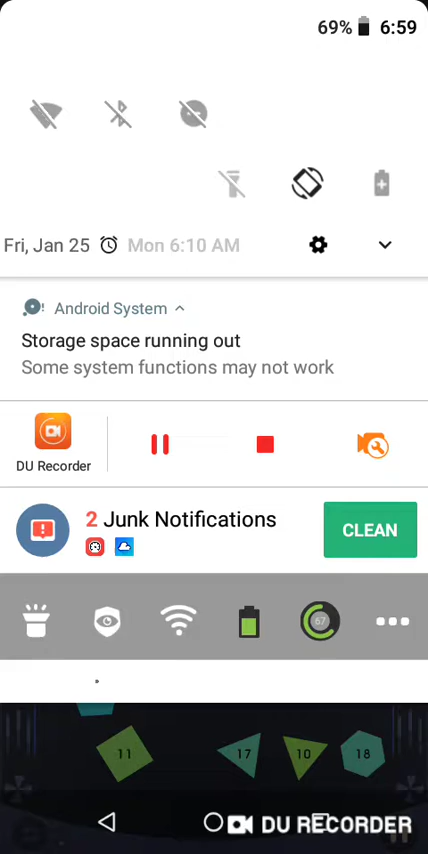 69% 6:59
Fri, Jan 25 Mon 6:10 AM
Android System
Storage space running out
Some system functions may not work
DU Recorder
2 Junk Notifications
CLEAN
67
11 17 10 18
DU RECORDER